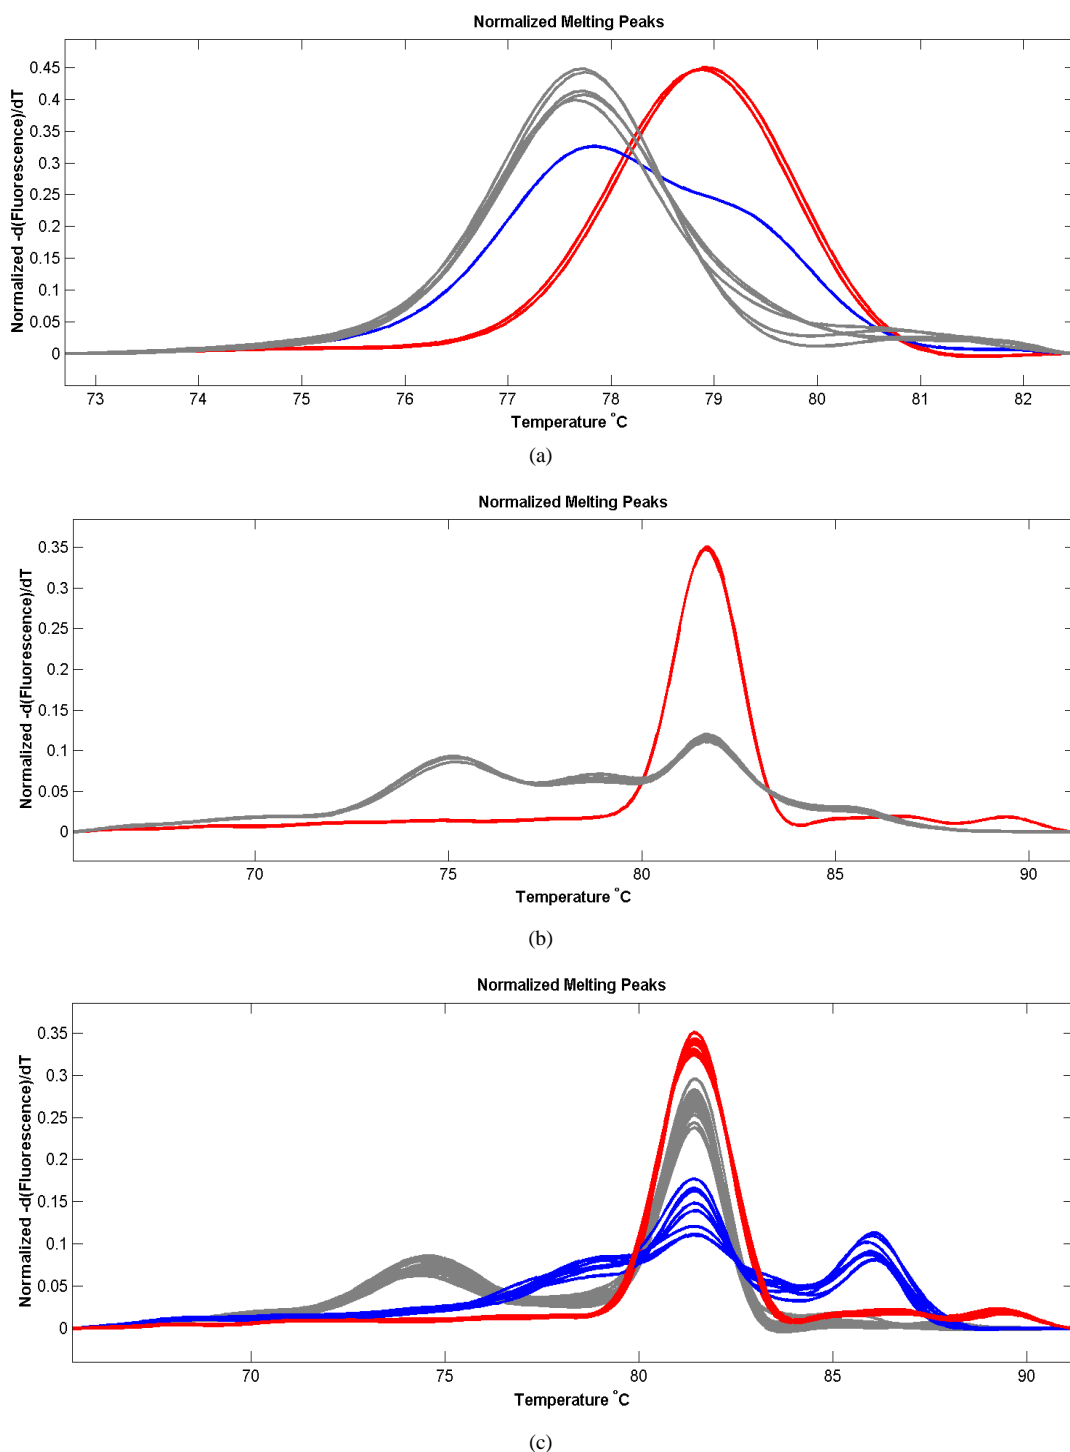 Normalized Melting Peaks
Normalized -d(Fluorescence)/dT
0.45
0.4
0.35
0.3
0.25
0.2
0.15
0.1
0.05
0
73 74 75 76 77 78 79 80 81 82
Temperature °C
(a)
Normalized Melting Peaks
Normalized -d(Fluorescence)/dT
0.35
0.3
0.25
0.2
0.15
0.1
0.05
0
70 75 80 85 90
Temperature °C
(b)
Normalized Melting Peaks
Normalized -d(Fluorescence)/dT
0.35
0.3
0.25
0.2
0.15
0.1
0.05
0
70 75 80 85 90
Temperature °C
(c)